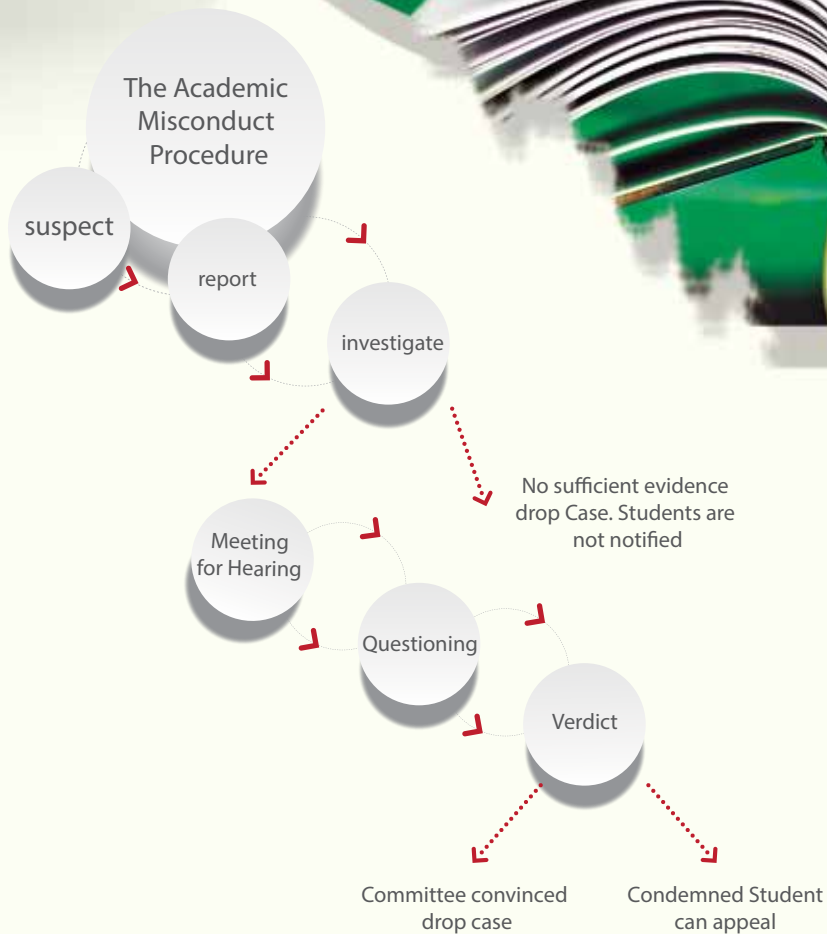 The Academic
Misconduct
Procedure
suspect
report
investigate
No sufficient evidence
drop Case. Students are
not notified
Meeting
for Hearing
Questioning
Verdict
Committee convinced
drop case
Condemned Student
can appeal